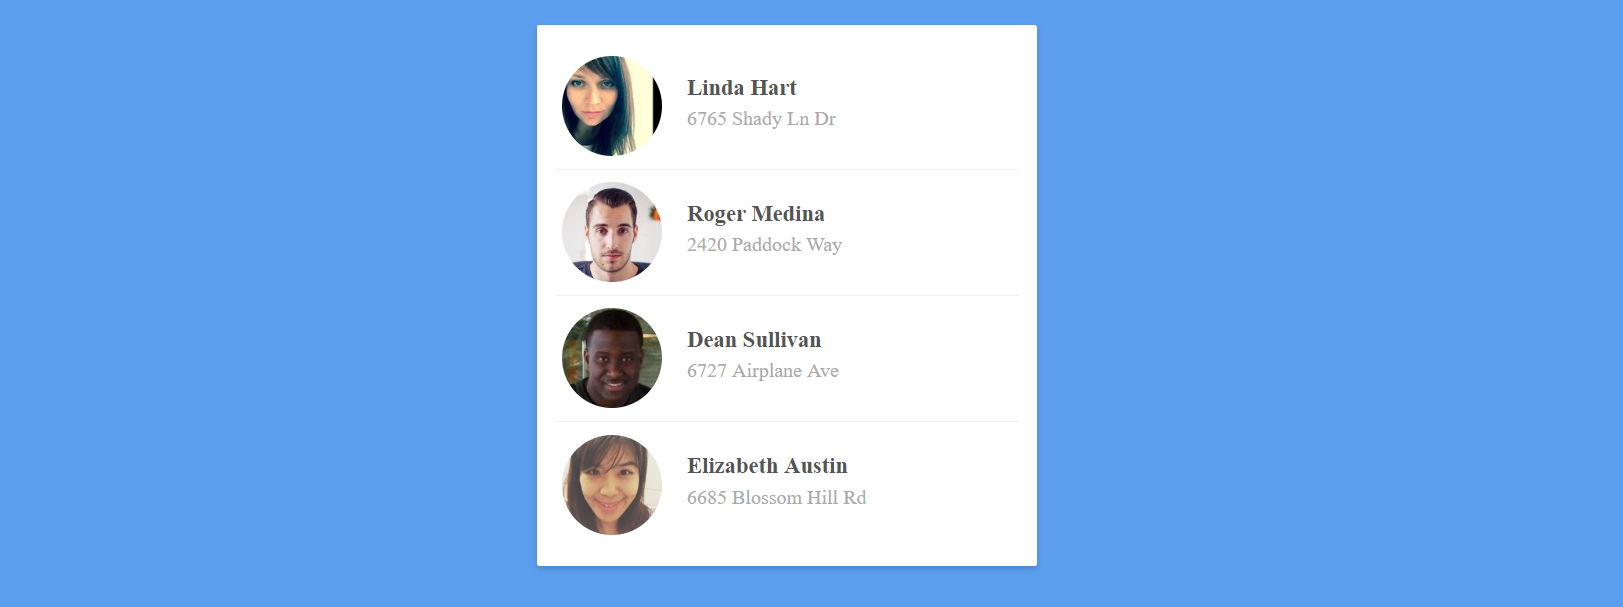 Linda Hart
6765 Shady Ln Dr
Roger Medina
2420 Paddock Way
Dean Sullivan
6727 Airplane Ave
Elizabeth Austin
6685 Blossom Hill Rd